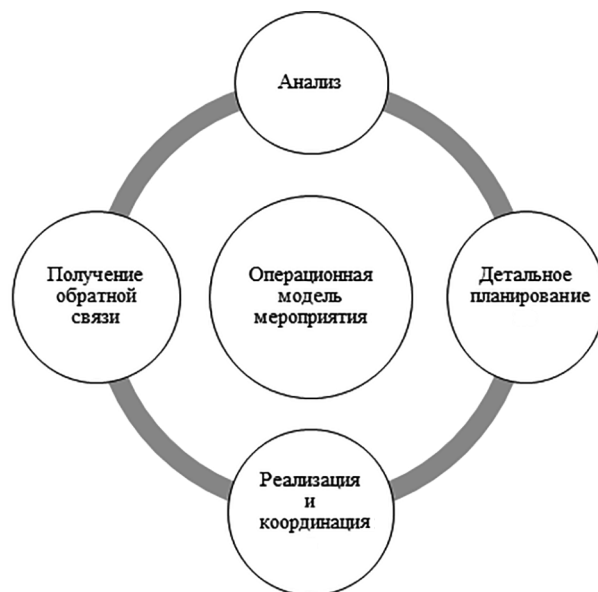 Анализ
Получение
обратной
связи
Операционная
модель
мероприятия
Детальное
планирование
Реализация
и
координация